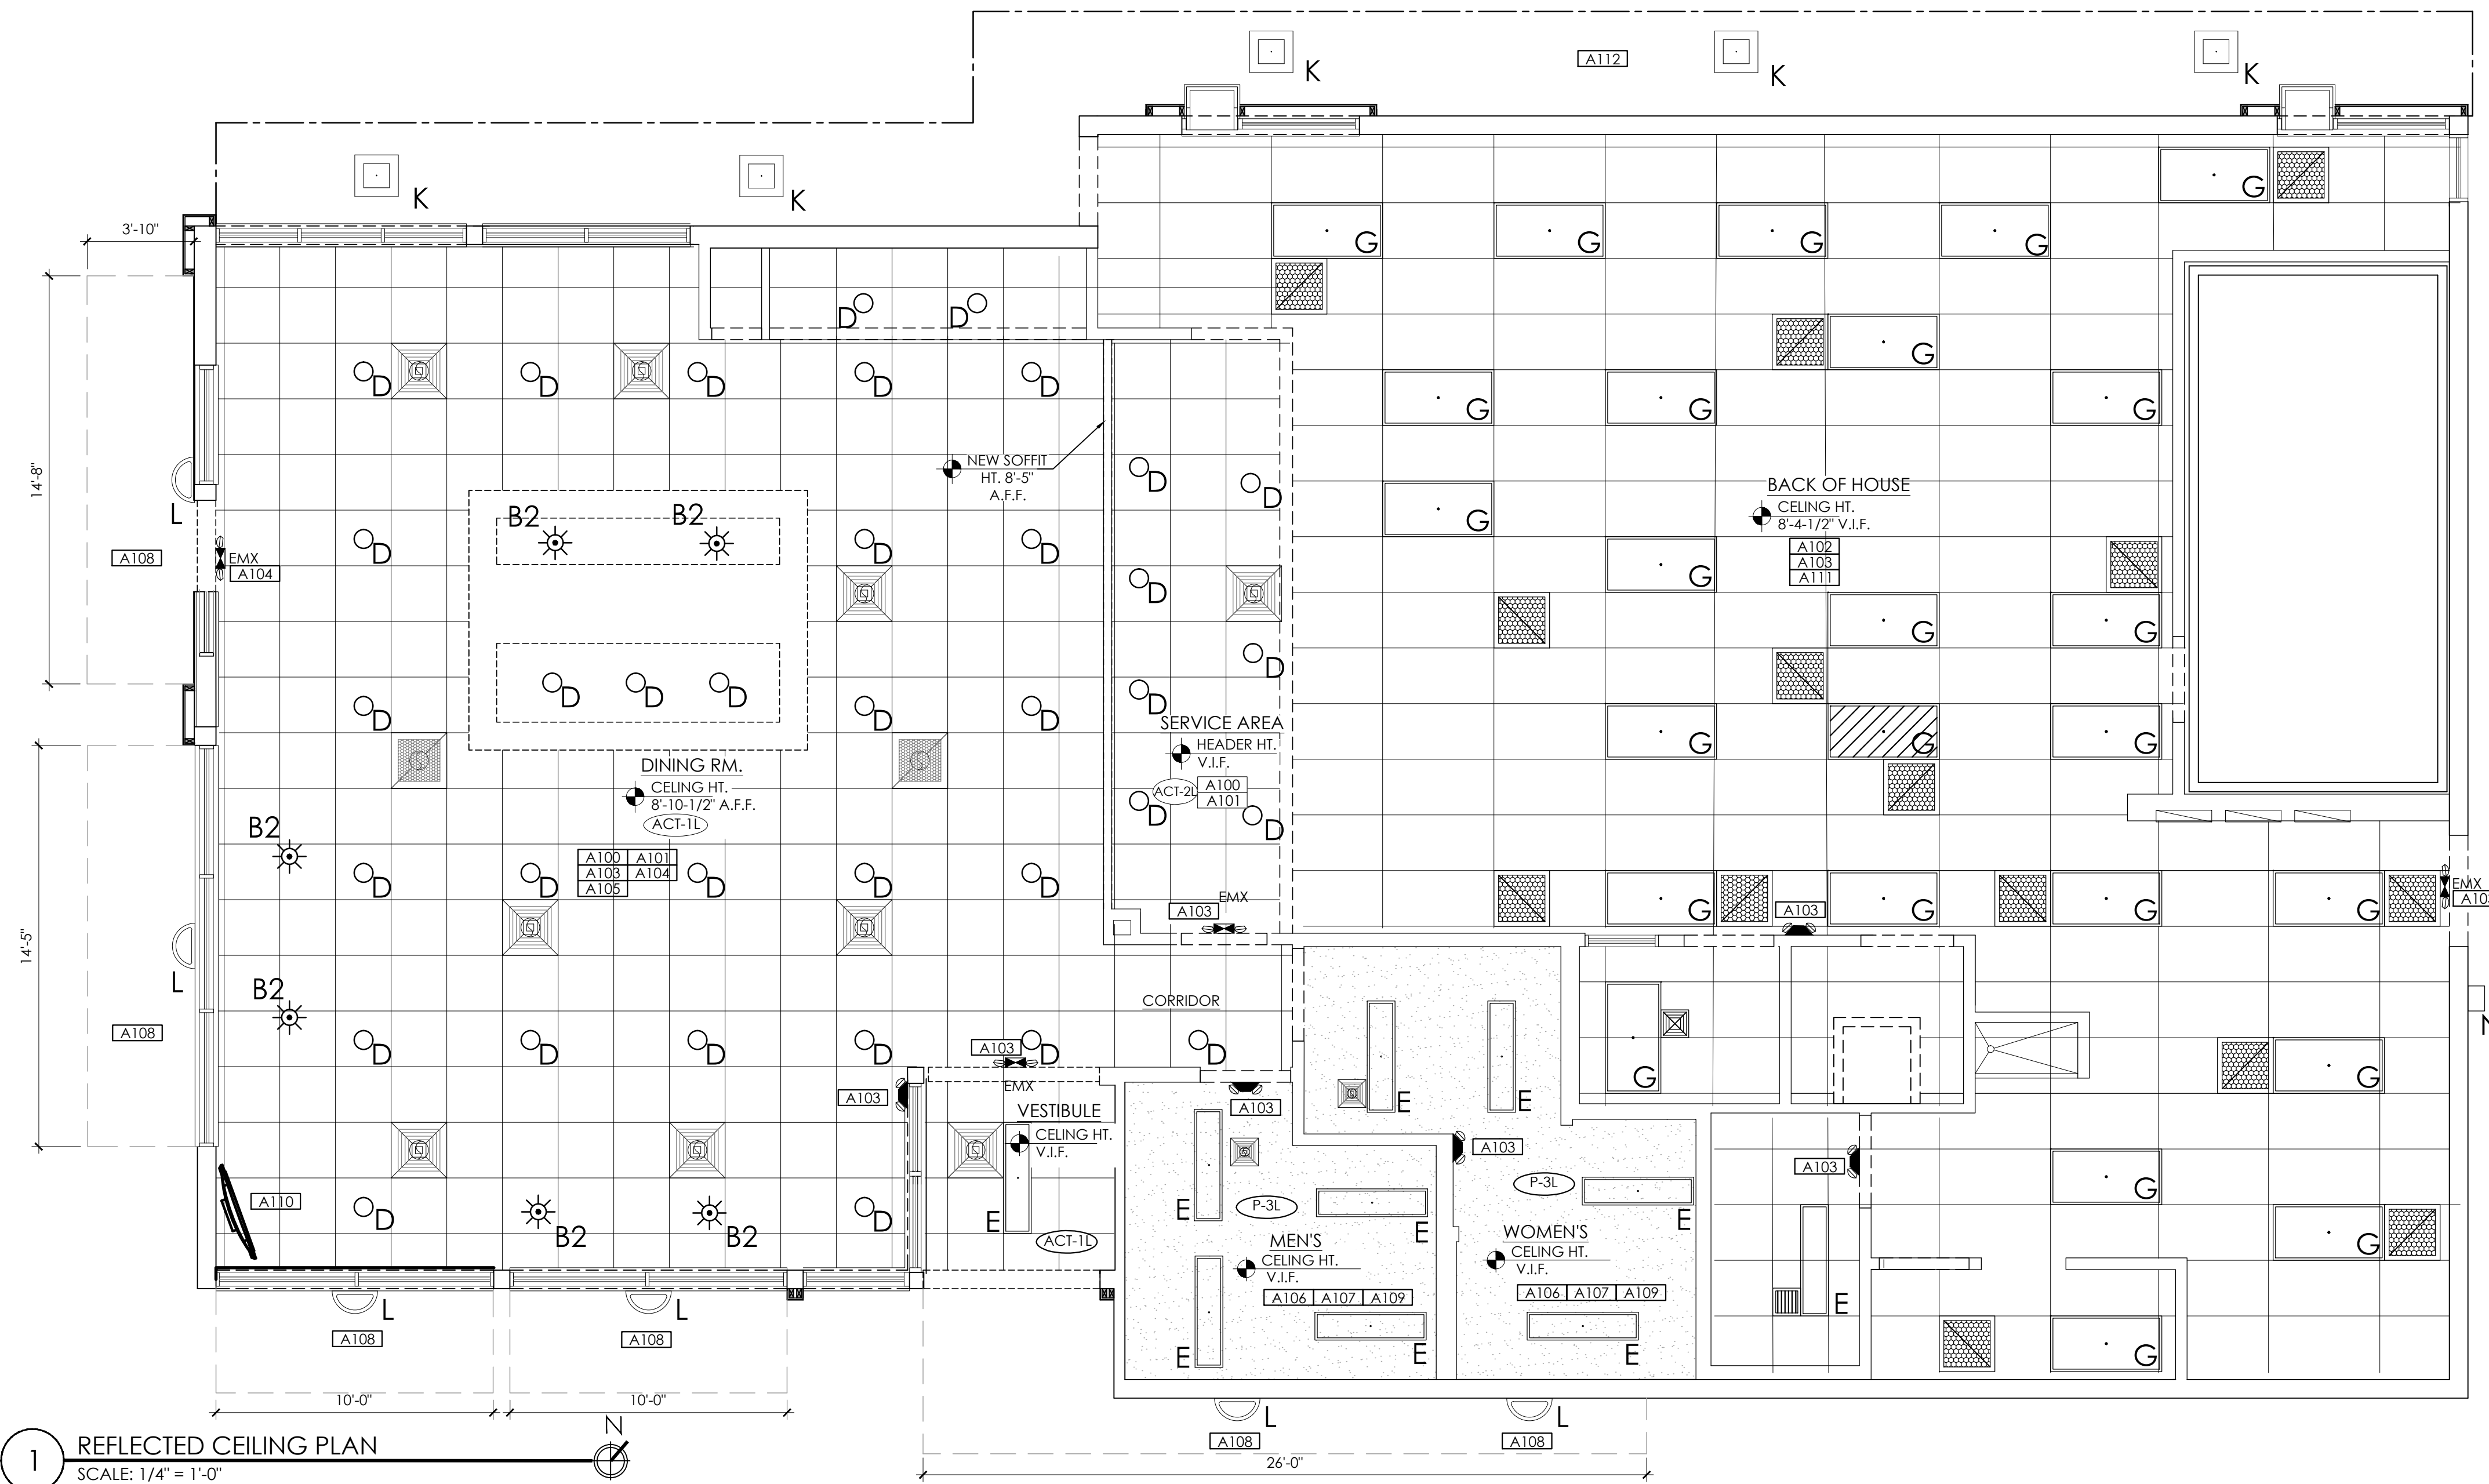 K
A112
K
K
K
K
3'-10"
G
G
G
G
G
D
D
G
D
D
D
D
D
G
G
G
14'-8"
NEW SOFFIT
HT. 8'-5"
A.F.F.
D
D
BACK OF HOUSE
CELING HT.
8'-4-1/2" V.I.F.
A102
A103
A111
L
B2
B2
G
A108
EMX
A104
D
D
D
G
D
G
G
D
D
D
D
D
D
D
D
D
SERVICE AREA
HEADER HT.
V.I.F.
ACT-2L
A100
A101
G
G
G
DINING RM.
CELING HT.
8'-10-1/2" A.F.F.
ACT-1L
D
D
B2
A100 A101
A103 A104
A105
D
D
D
D
D
EMX
A103
G
G
A103
G
G
EMX
14'-5"
L
B2
A108
CORRIDOR
D
D
D
D
A103
D
D
EMX
G
G
N
A103
VESTIBULE
CELING HT.
V.I.F.
A103
E
E
A103
A103
A110
D
B2
B2
D
E
ACT-1L
E
P-3L
E
P-3L
E
G
G
MEN'S
CELING HT.
V.I.F.
WOMEN'S
CELING HT.
V.I.F.
A106 A107 A109
A106 A107 A109
E
E
E
E
G
L
L
A108
A108
10'-0"
10'-0"
L
L
A108
A108
26'-0"
N
1
REFLECTED CEILING PLAN
SCALE: 1/4" = 1'-0"